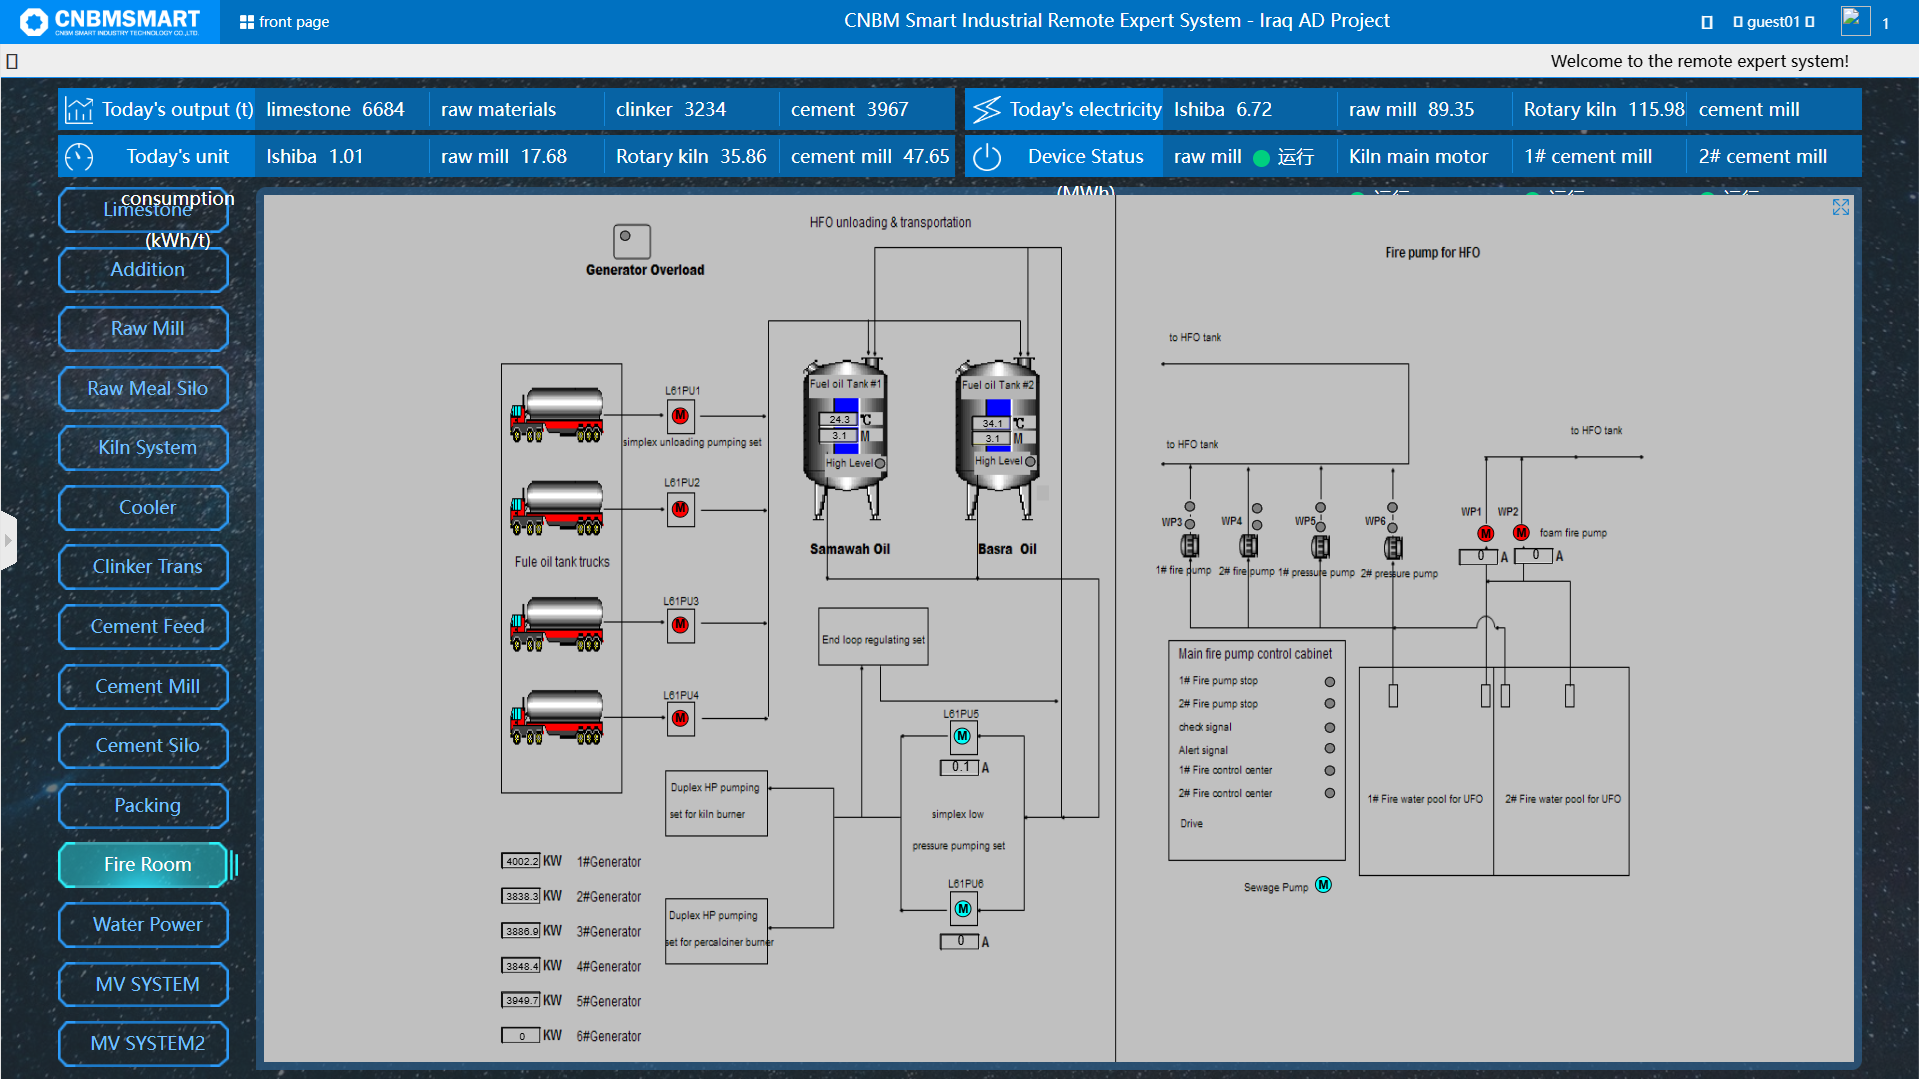 CNBMSMART
CNBM SMART INDUSTRY TECHNOLOGY CO.,LTD.
front page
CNBM Smart Industrial Remote Expert System - Iraq AD Project
guest01
1
Welcome to the remote expert system!
Today's output (t) limestone 6684 raw materials clinker 3234 cement 3967
Today's electricity Ishiba 6.72 raw mill 89.35 Rotary kiln 115.98 cement mill
(MWh)
Today's unit Ishiba 1.01 raw mill 17.68 Rotary kiln 35.86 cement mill 47.65
consumption
(kWh/t)
Device Status raw mill 运行 Kiln main motor 1# cement mill 2# cement mill
Limestone
Addition
Raw Mill
Raw Meal Silo
Kiln System
Cooler
Clinker Trans
Cement Feed
Cement Mill
Cement Silo
Packing
Fire Room
Water Power
MV SYSTEM
MV SYSTEM2
HFO unloading & transportation
Generator Overload
L61PU1
M
simplex unloading pumping set
L61PU2
M
Fule oil tank trucks
L61PU3
M
L61PU4
M
Fuel oil Tank #1
24.3 ℃
3.1 M
High Level
Samawah Oil
Fuel oil Tank #2
34.1 ℃
3.1 M
High Level
Basra Oil
End loop regulating set
L61PU5
M
0.1 A
simplex low
pressure pumping set
L61PU6
M
0 A
Duplex HP pumping
set for kiln burner
Duplex HP pumping
set for percalciner burner
4002.2 KW 1#Generator
3838.3 KW 2#Generator
3886.9 KW 3#Generator
3848.4 KW 4#Generator
3949.7 KW 5#Generator
0 KW 6#Generator
Fire pump for HFO
to HFO tank
to HFO tank
to HFO tank
WP3
WP4
WP5
WP6
1# fire pump
2# fire pump
1# pressure pump
2# pressure pump
WP1 WP2
M M foam fire pump
0 A 0 A
Main fire pump control cabinet
1# Fire pump stop
2# Fire pump stop
check signal
Alert signal
1# Fire control center
2# Fire control center
Drive
Sewage Pump M
1# Fire water pool for UFO
2# Fire water pool for UFO